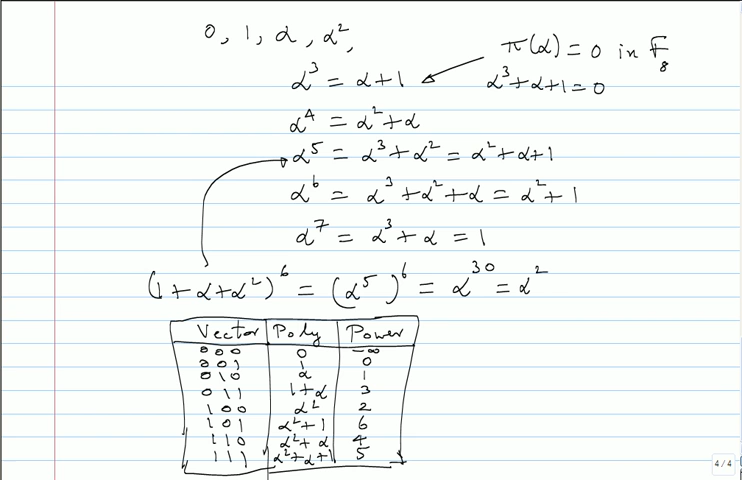 0, 1, α, α²,
π(α) = 0 in F₈
α³ = α+1
α³+α+1=0
α⁴ = α²+α
α⁵ = α³+α² = α²+α+1
α⁶ = α³+α²+α = α²+1
α⁷ = α³+α = 1
(1+α+α²)⁶ = (α⁵)⁶ = α³⁰ = α²
Vector Poly Power
000 0 -∞
001 1 0
010 α 1
011 1+α 3
100 α² 2
101 α²+1 6
110 α²+α 4
111 α²+α+1 5
4/4